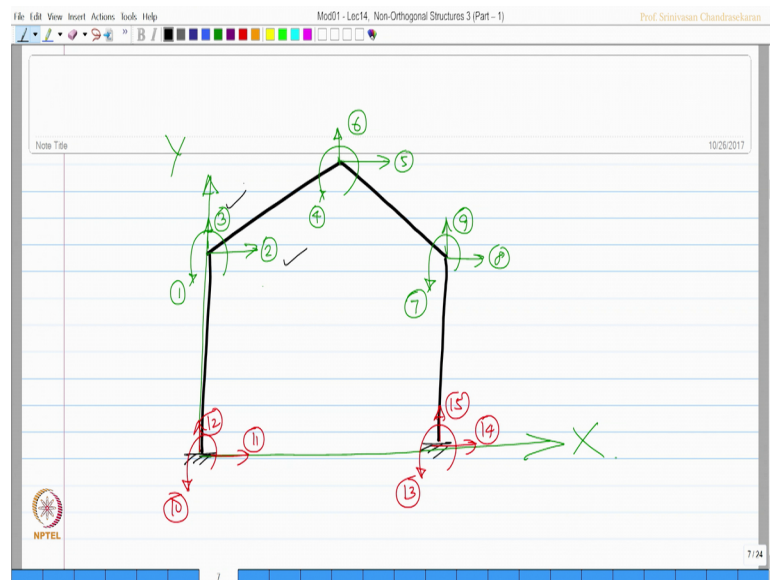 File Edit View Insert Actions Tools Help
Mod01 - Lec14, Non-Orthogonal Structures 3 (Part – 1)
Prof. Srinivasan Chandrasekaran
B I
Note Title
10/26/2017
Y
6
5
4
3
2
1
9
8
7
12
11
10
15
14
13
X
NPTEL
7 / 24
7